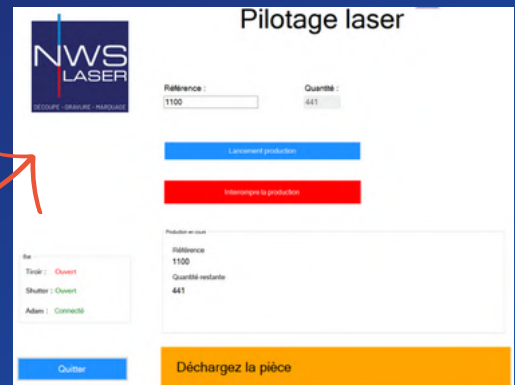 Pilotage laser
NWS
LASER
DÉCOUPE - GRAVURE - MARQUAGE
Référence :
Quantité :
1100
441
Lancement production
Interrompre la production
Production en cours
Référence
1100
Quantité restante
441
Etat
Tiroir : Ouvert
Shutter : Ouvert
Adam : Connecté
Quitter
Déchargez la pièce